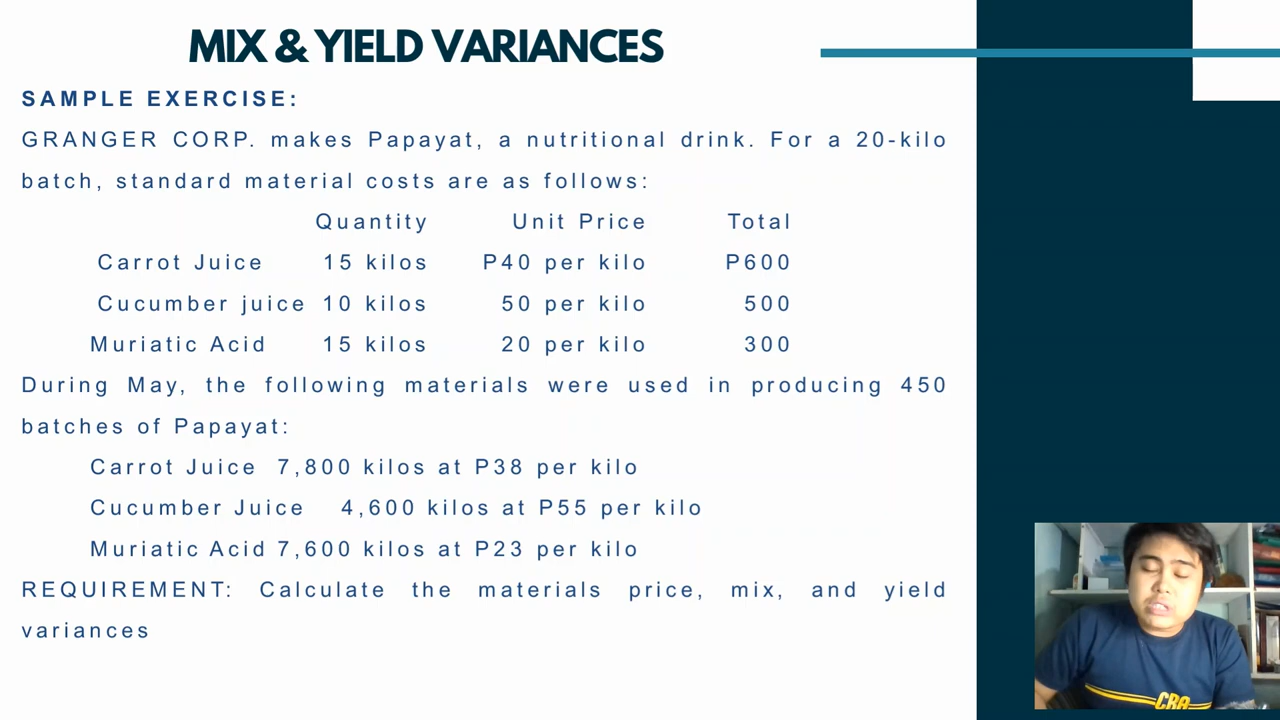 MIX & YIELD VARIANCES
SAMPLE EXERCISE:
GRANGER CORP. makes Papayat, a nutritional drink. For a 20-kilo
batch, standard material costs are as follows:
Quantity Unit Price Total
Carrot Juice 15 kilos P40 per kilo P600
Cucumber juice 10 kilos 50 per kilo 500
Muriatic Acid 15 kilos 20 per kilo 300
During May, the following materials were used in producing 450
batches of Papayat:
Carrot Juice 7,800 kilos at P38 per kilo
Cucumber Juice 4,600 kilos at P55 per kilo
Muriatic Acid 7,600 kilos at P23 per kilo
REQUIREMENT: Calculate the materials price, mix, and yield
variances
CBA